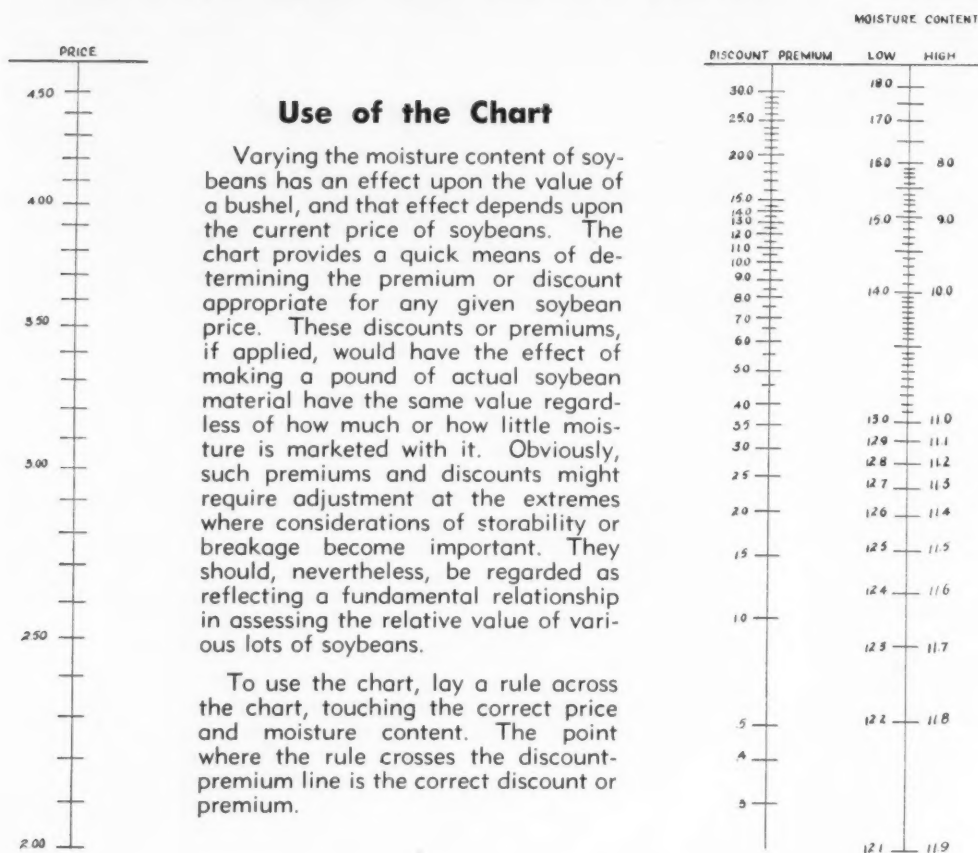 PRICE
4.50
4.00
3.50
3.00
2.50
2.00
Use of the Chart
Varying the moisture content of soy-
beans has an effect upon the value of
a bushel, and that effect depends upon
the current price of soybeans. The
chart provides a quick means of de-
termining the premium or discount
appropriate for any given soybean
price. These discounts or premiums,
if applied, would have the effect of
making a pound of actual soybean
material have the same value regard-
less of how much or how little mois-
ture is marketed with it. Obviously,
such premiums and discounts might
require adjustment at the extremes
where considerations of storability or
breakage become important. They
should, nevertheless, be regarded as
reflecting a fundamental relationship
in assessing the relative value of vari-
ous lots of soybeans.
To use the chart, lay a rule across
the chart, touching the correct price
and moisture content. The point
where the rule crosses the discount-
premium line is the correct discount or
premium.
DISCOUNT PREMIUM
30.0
25.0
20.0
15.0
14.0
13.0
12.0
11.0
10.0
9.0
8.0
7.0
6.0
5.0
4.0
3.5
3.0
2.5
2.0
1.5
1.0
.5
.4
.3
MOISTURE CONTENT
LOW HIGH
18.0
17.0
16.0 8.0
15.0 9.0
14.0 10.0
13.0 11.0
12.9 11.1
12.8 11.2
12.7 11.3
12.6 11.4
12.5 11.5
12.4 11.6
12.3 11.7
12.2 11.8
12.1 11.9